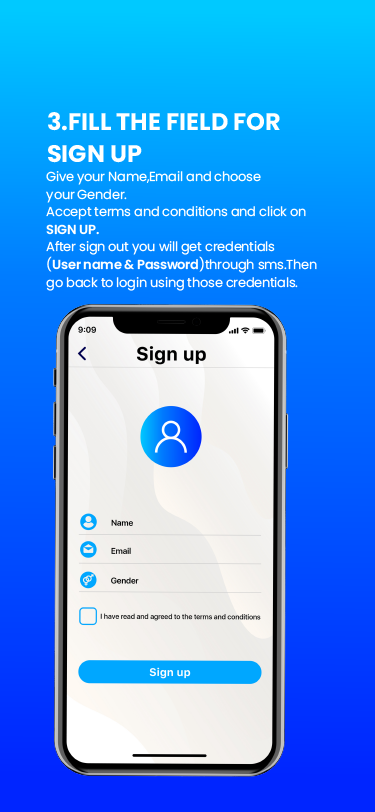 3.FILL THE FIELD FOR
SIGN UP
Give your Name,Email and choose
your Gender.
Accept terms and conditions and click on
SIGN UP.
After sign out you will get credentials
(User name & Password)through sms.Then
go back to login using those credentials.
9:09
Sign up
Name
Email
Gender
I have read and agreed to the terms and conditions
Sign up